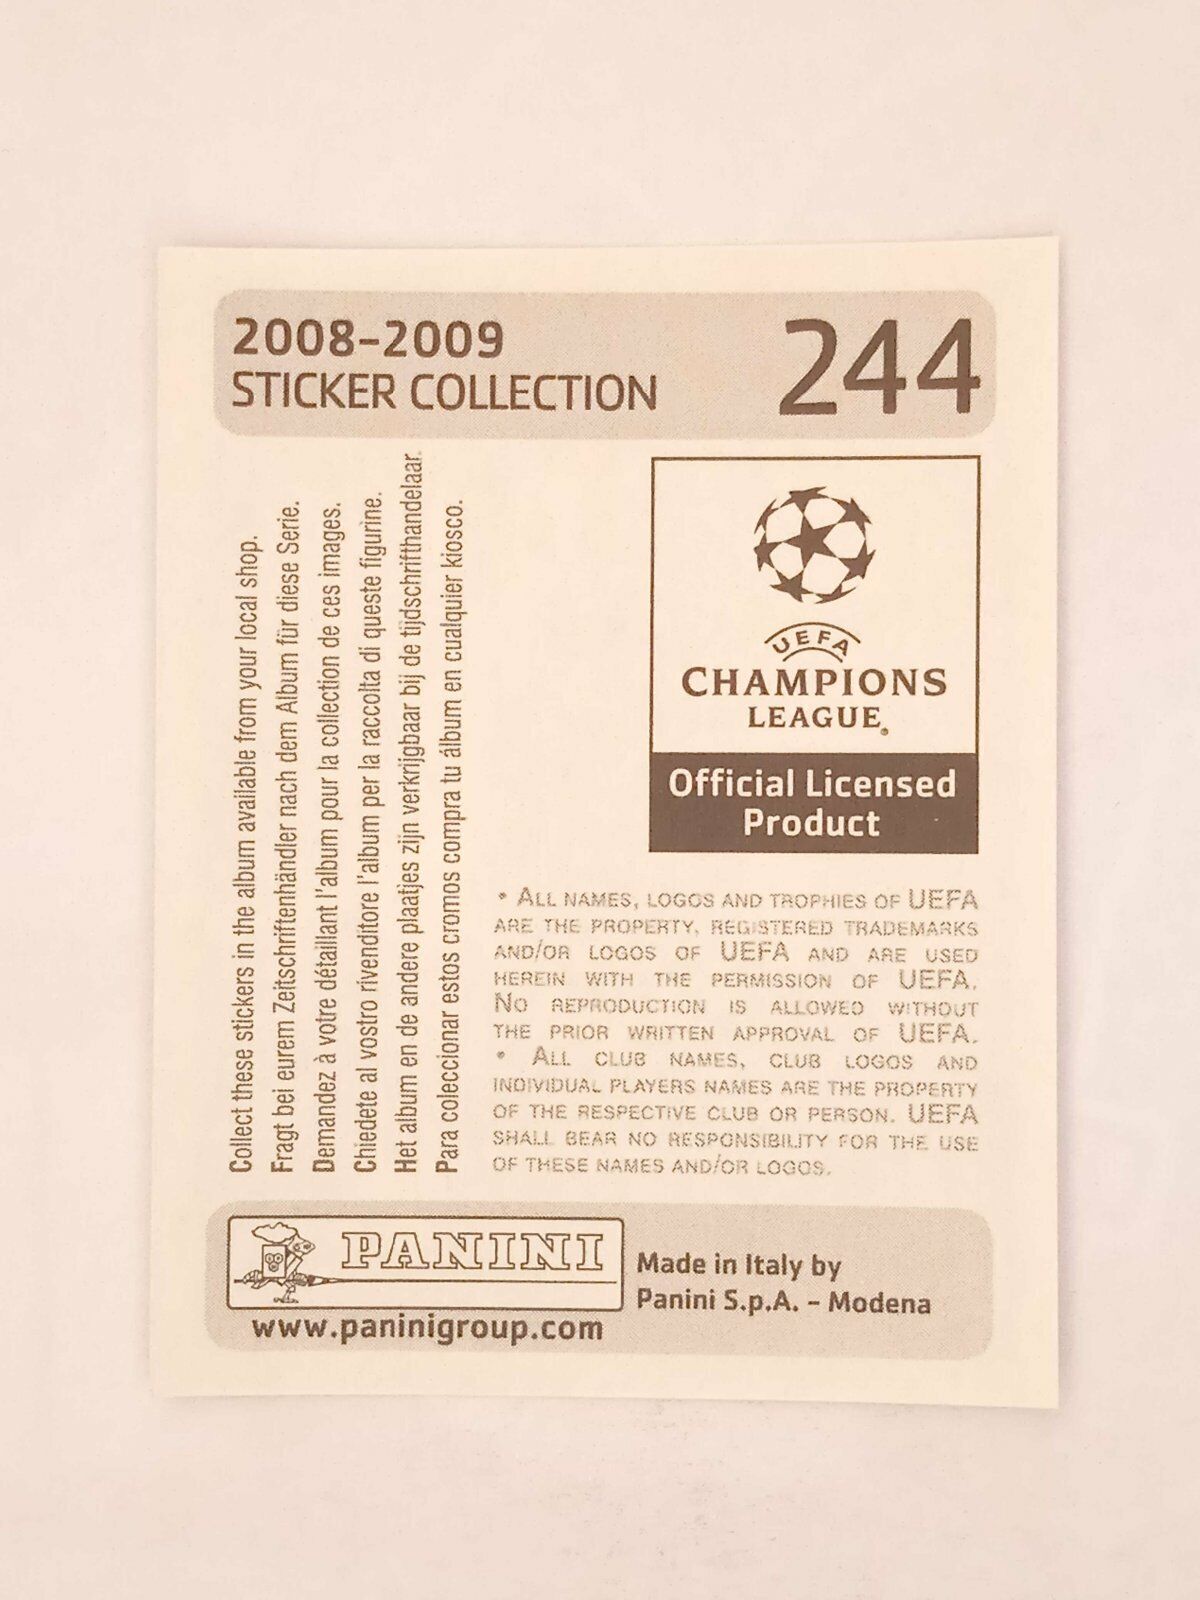 2008-2009
STICKER COLLECTION
244
Collect these stickers in the album available from your local shop.
Fragt bei eurem Zeitschriftenhändler nach dem Album für diese Serie.
Demandez à votre détaillant l'album pour la collection de ces images.
Chiedete al vostro rivenditore l'album per la raccolta di queste figurine.
Het album en de andere plaatjes zijn verkrijgbaar bij de tijdschrifthandelaar.
Para coleccionar estos cromos compra tu álbum en cualquier kiosco.
UEFA
CHAMPIONS
LEAGUE®
Official Licensed
Product
• ALL NAMES, LOGOS AND TROPHIES OF UEFA
ARE THE PROPERTY, REGISTERED TRADEMARKS
AND/OR LOGOS OF UEFA AND ARE USED
HEREIN WITH THE PERMISSION OF UEFA.
NO REPRODUCTION IS ALLOWED WITHOUT
THE PRIOR WRITTEN APPROVAL OF UEFA.
• ALL CLUB NAMES, CLUB LOGOS AND
INDIVIDUAL PLAYERS NAMES ARE THE PROPERTY
OF THE RESPECTIVE CLUB OR PERSON. UEFA
SHALL BEAR NO RESPONSIBILITY FOR THE USE
OF THESE NAMES AND/OR LOGOS.
PANINI
www.paninigroup.com
Made in Italy by
Panini S.p.A. - Modena